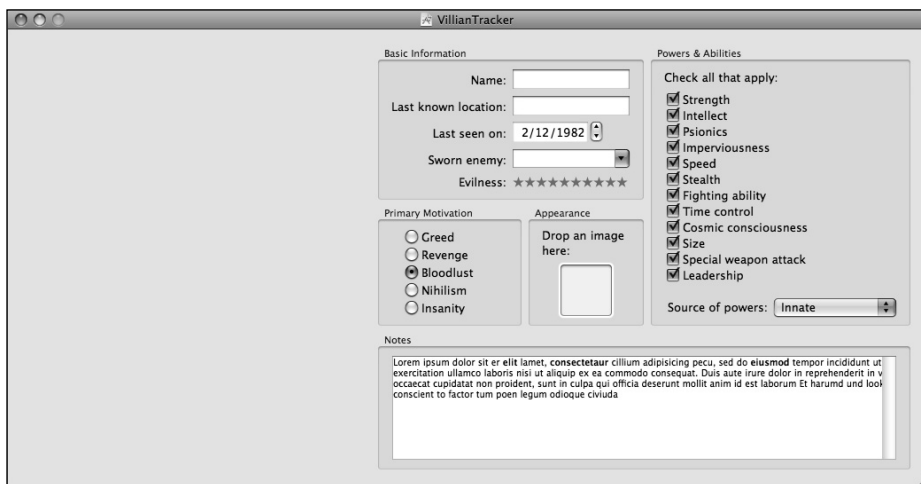 VillianTracker
Basic Information
Name:
Last known location:
Last seen on: 2/12/1982
Sworn enemy:
Evilness: ★★★★★★★★★★
Primary Motivation
Greed
Revenge
Bloodlust
Nihilism
Insanity
Appearance
Drop an image
here:
Powers & Abilities
Check all that apply:
Strength
Intellect
Psionics
Imperviousness
Speed
Stealth
Fighting ability
Time control
Cosmic consciousness
Size
Special weapon attack
Leadership
Source of powers: Innate
Notes
Lorem ipsum dolor sit er elit lamet, consectetaur cillium adipisicing pecu, sed do eiusmod tempor incididunt ut
exercitation ullamco laboris nisi ut aliquip ex ea commodo consequat. Duis aute irure dolor in reprehenderit in
occaecat cupidatat non proident, sunt in culpa qui officia deserunt mollit anim id est laborum Et harumd und
conscient to factor tum poen legum odioque civiuda